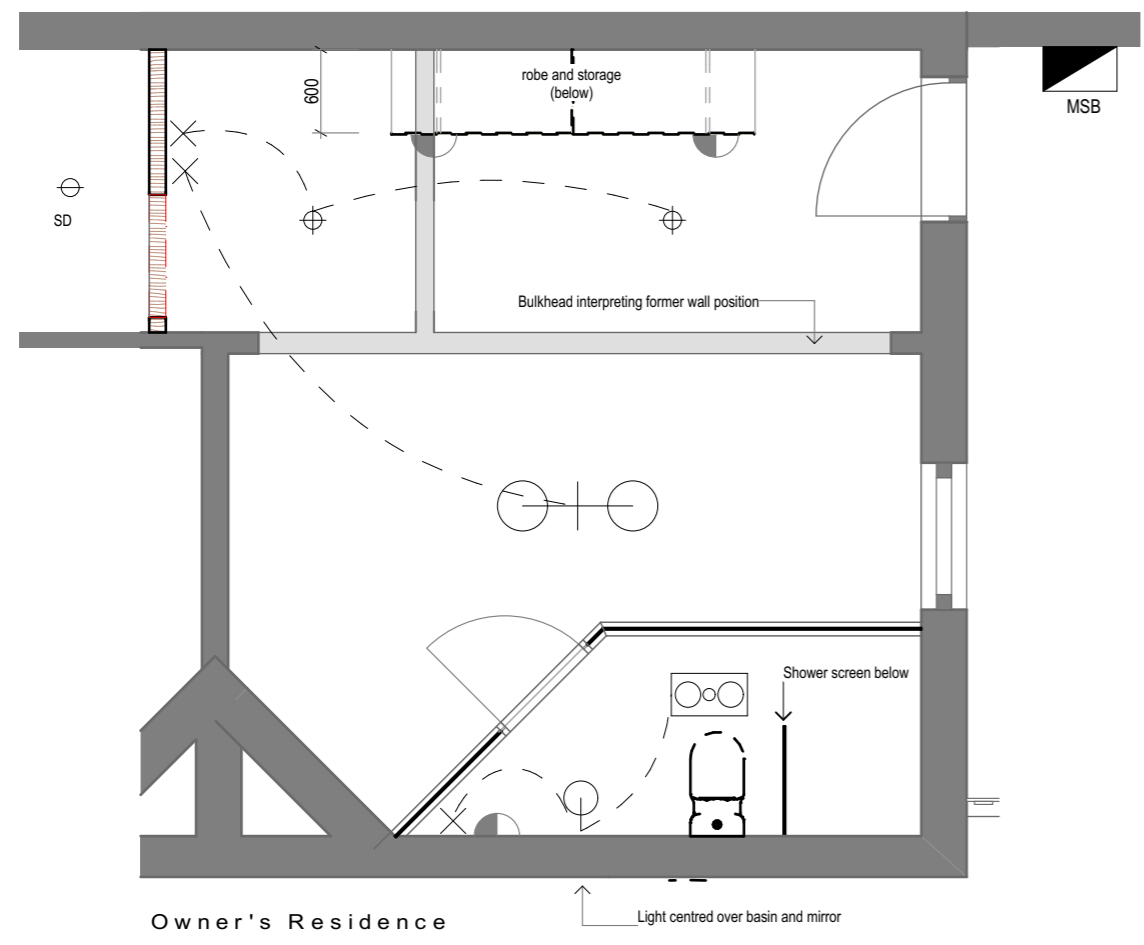 robe and storage
(below)
600
MSB
SD
Bulkhead interpreting former wall position
Shower screen below
Light centred over basin and mirror
Owner's Residence